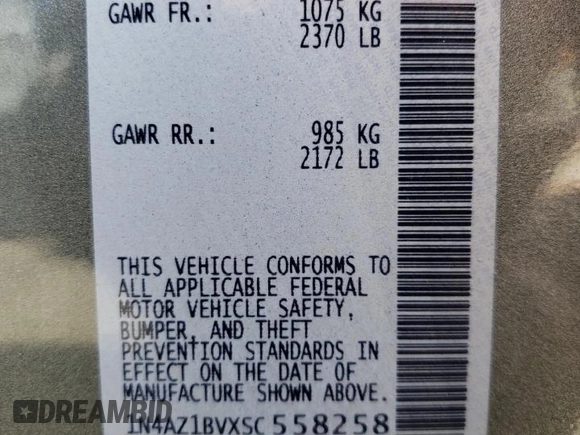 GAWR FR.: 1075 KG
2370 LB
GAWR RR.: 985 KG
2172 LB
THIS VEHICLE CONFORMS TO
ALL APPLICABLE FEDERAL
MOTOR VEHICLE SAFETY,
BUMPER, AND THEFT
PREVENTION STANDARDS IN
EFFECT ON THE DATE OF
MANUFACTURE SHOWN ABOVE.
1N4AZ1BVXSC558258
DREAMBID